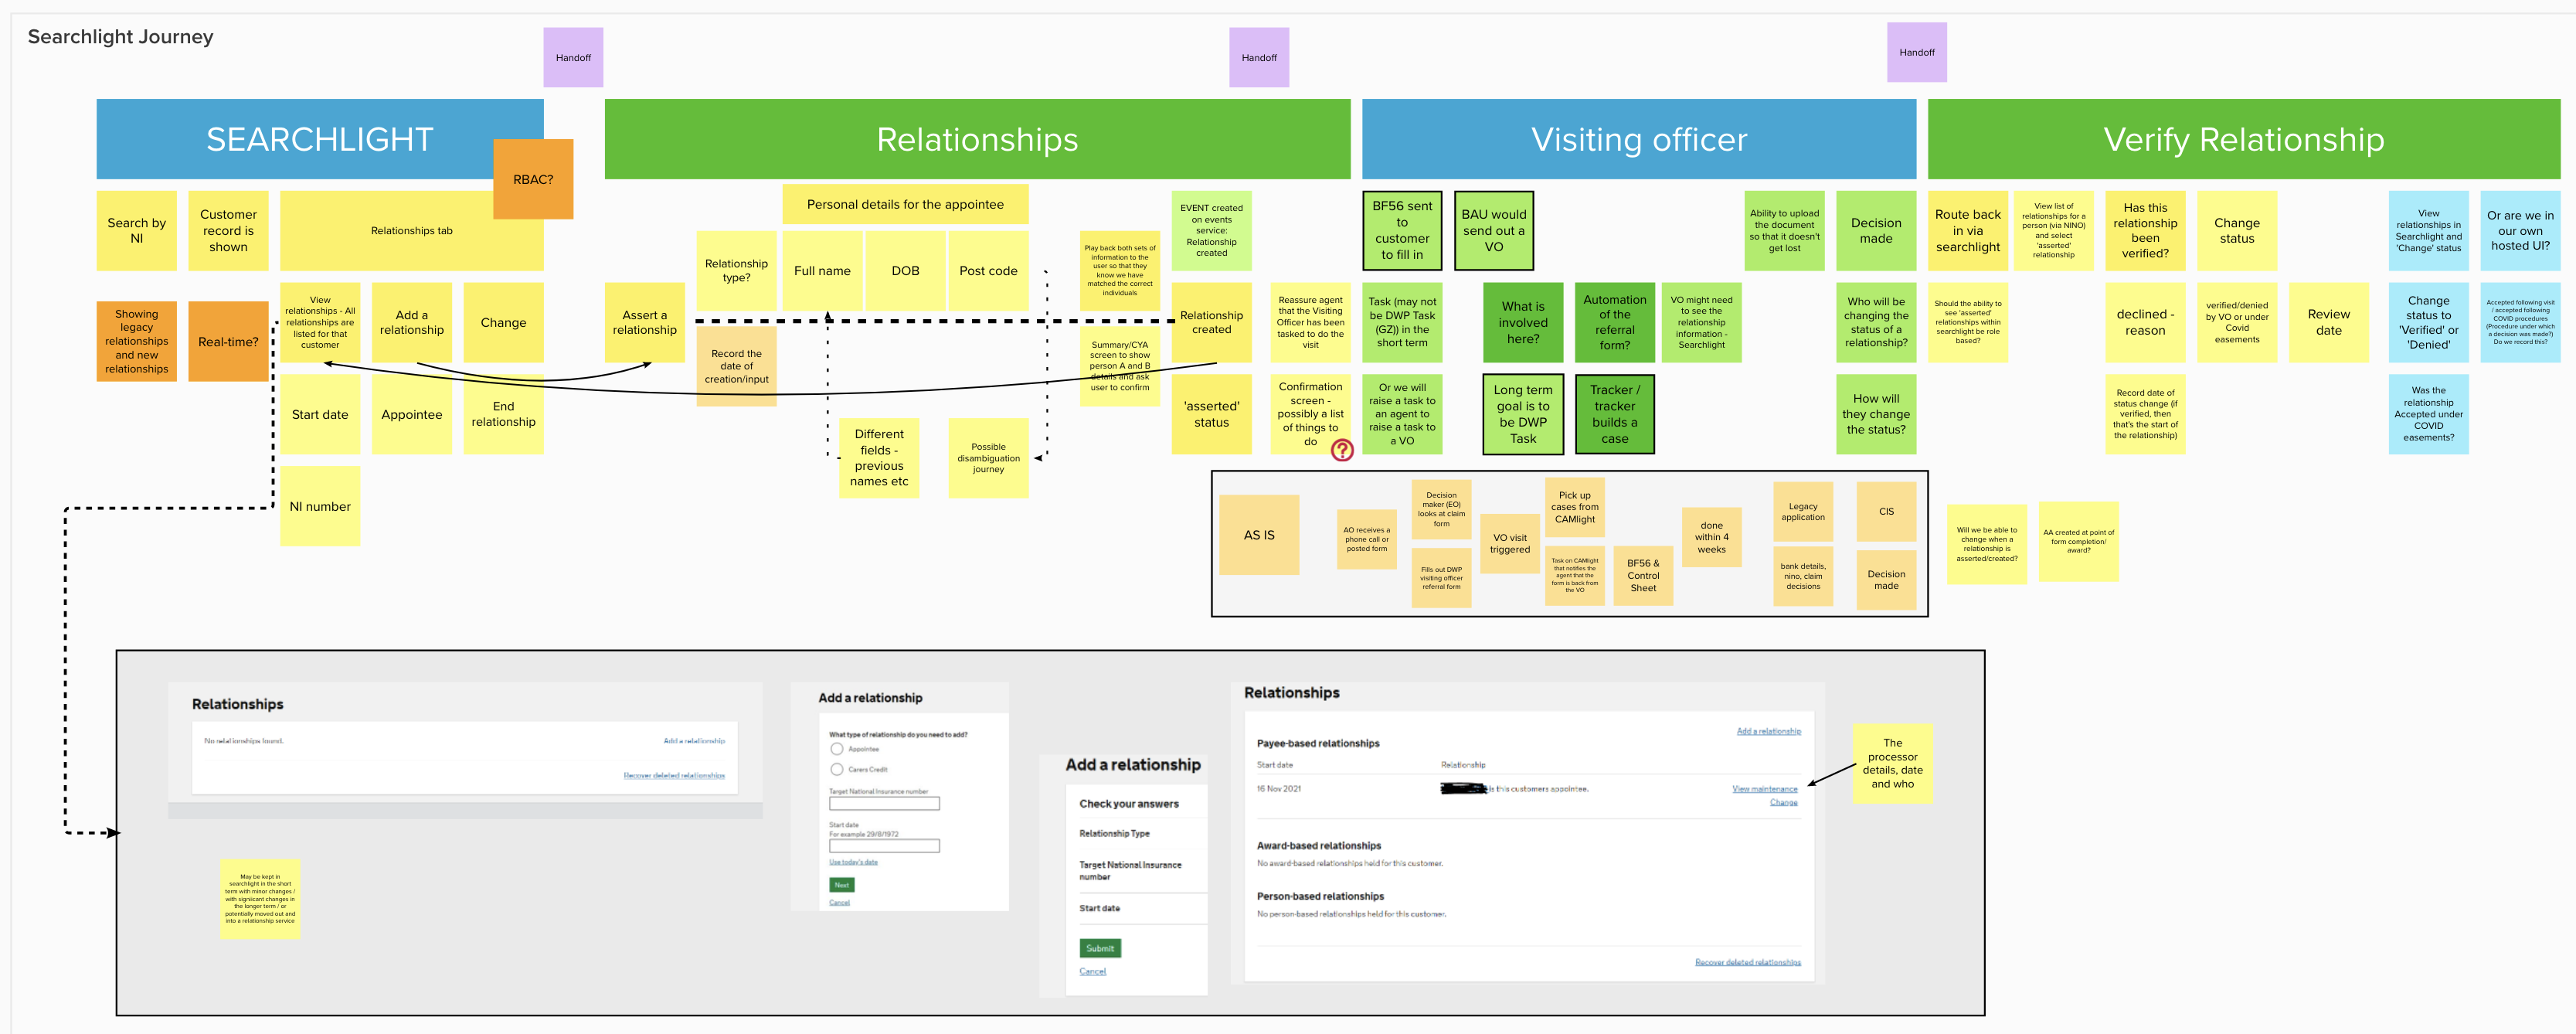 Searchlight Journey
Handoff
Handoff
Handoff
SEARCHLIGHT
Relationships
Visiting officer
Verify Relationship
RBAC?
Search by
NI
Customer
record is
shown
Relationships tab
Showing
legacy
relationships
and new
relationships
Real-time?
View
relationships - All
relationships are
listed for that
customer
Add a
relationship
Change
Start date
Appointee
End
relationship
NI number
Personal details for the appointee
Relationship
type?
Full name
DOB
Post code
Assert a
relationship
Record the
date of
creation/input
Different
fields -
previous
names etc
Possible
disambiguation
journey
Play back both sets of
information to the
user so that they
know we have
matched the correct
individuals
Summary/CYA
screen to show
person A and B
details and ask
user to confirm
EVENT created
on events
service:
Relationship
created
Relationship
created
'asserted'
status
Reassure agent
that the Visiting
Officer has been
tasked to do the
visit
Confirmation
screen -
possibly a list
of things to
do
?
BF56 sent
to
customer
to fill in
BAU would
send out a
VO
Task (may not
be DWP Task
(GZ)) in the
short term
Or we will
raise a task to
an agent to
raise a task to
a VO
What is
involved
here?
Automation
of the
referral
form?
VO might need
to see the
relationship
information -
Searchlight
Long term
goal is to
be DWP
Task
Tracker /
tracker
builds a
case
Ability to upload
the document
so that it doesn't
get lost
Decision
made
Who will be
changing the
status of a
relationship?
How will
they change
the status?
Route back
in via
searchlight
View list of
relationships for a
person (via NINO)
and select
'asserted'
relationship
Has this
relationship
been
verified?
Change
status
Should the ability to
see 'asserted'
relationships within
searchlight be role
based?
declined -
reason
verified/denied
by VO or under
Covid
easements
Review
date
Record date of
status change (if
verified, then
that's the start of
the relationship)
View
relationships in
Searchlight and
'Change' status
Or are we in
our own
hosted UI?
Change
status to
'Verified' or
'Denied'
Accepted following visit
/ accepted following
COVID procedures
(Procedure under which
a decision was made?)
Do we record this?
Was the
relationship
Accepted under
COVID
easements?
AS IS
AO receives a
phone call or
posted form
Decision
maker (EO)
looks at claim
form
Fills out DWP
visiting officer
referral form
VO visit
triggered
Pick up
cases from
CAMlight
Task on CAMlight
that notifies the
agent that the
form is back from
the VO
BF56 &
Control
Sheet
done
within 4
weeks
Legacy
application
bank details,
nino, claim
decisions
CIS
Decision
made
Will we be able to
change when a
relationship is
asserted/created?
AA created at point of
form completion/
award?
Relationships
No relationships found.
Add a relationship
Recover deleted relationships
May be kept in
searchlight in the short
term with minor changes /
with signiicant changes in
the longer term / or
potentially moved out and
into a relationship service
Add a relationship
What type of relationship do you need to add?
Appointee
Carers Credit
Target National Insurance number
Start date
For example 29/8/1972
Use today's date
Next
Cancel
Add a relationship
Check your answers
Relationship Type
Target National Insurance
number
Start date
Submit
Cancel
Relationships
Add a relationship
Payee-based relationships
Start date
Relationship
16 Nov 2021
is this customers appointee.
View maintenance
Change
Award-based relationships
No award-based relationships held for this customer.
Person-based relationships
No person-based relationships held for this customer.
Recover deleted relationships
The
processor
details, date
and who